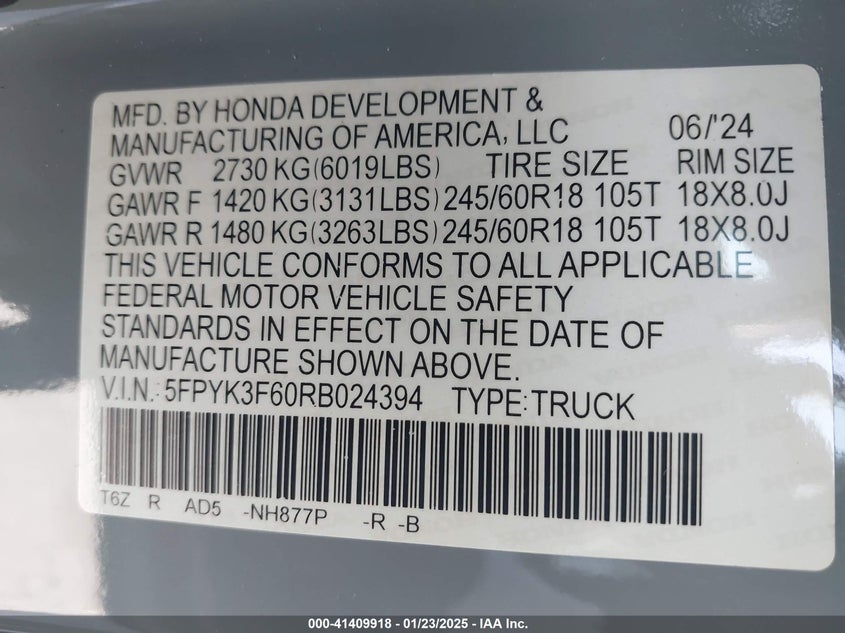 MFD. BY HONDA DEVELOPMENT &
MANUFACTURING OF AMERICA, LLC 06/'24
GVWR 2730 KG(6019LBS) TIRE SIZE RIM SIZE
GAWR F 1420 KG(3131LBS) 245/60R18 105T 18X8.0J
GAWR R 1480 KG(3263LBS) 245/60R18 105T 18X8.0J
THIS VEHICLE CONFORMS TO ALL APPLICABLE
FEDERAL MOTOR VEHICLE SAFETY
STANDARDS IN EFFECT ON THE DATE OF
MANUFACTURE SHOWN ABOVE.
V.I.N.: 5FPYK3F60RB024394 TYPE: TRUCK
T6Z R AD5 -NH877P -R -B
000-41409918 - 01/23/2025 - IAA Inc.